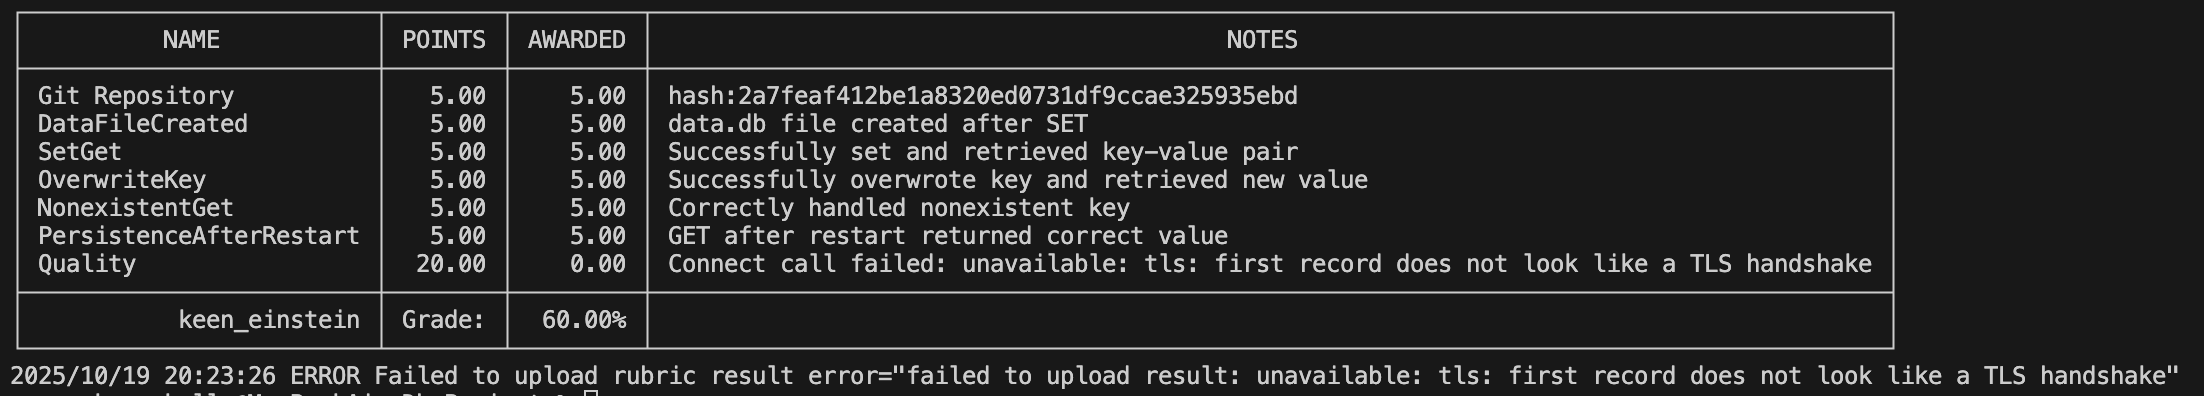 NAME POINTS AWARDED NOTES
Git Repository 5.00 5.00 hash:2a7feaf412be1a8320ed0731df9ccae325935ebd
DataFileCreated 5.00 5.00 data.db file created after SET
SetGet 5.00 5.00 Successfully set and retrieved key-value pair
OverwriteKey 5.00 5.00 Successfully overwrote key and retrieved new value
NonexistentGet 5.00 5.00 Correctly handled nonexistent key
PersistenceAfterRestart 5.00 5.00 GET after restart returned correct value
Quality 20.00 0.00 Connect call failed: unavailable: tls: first record does not look like a TLS handshake
keen_einstein Grade: 60.00%
2025/10/19 20:23:26 ERROR Failed to upload rubric result error="failed to upload result: unavailable: tls: first record does not look like a TLS handshake"